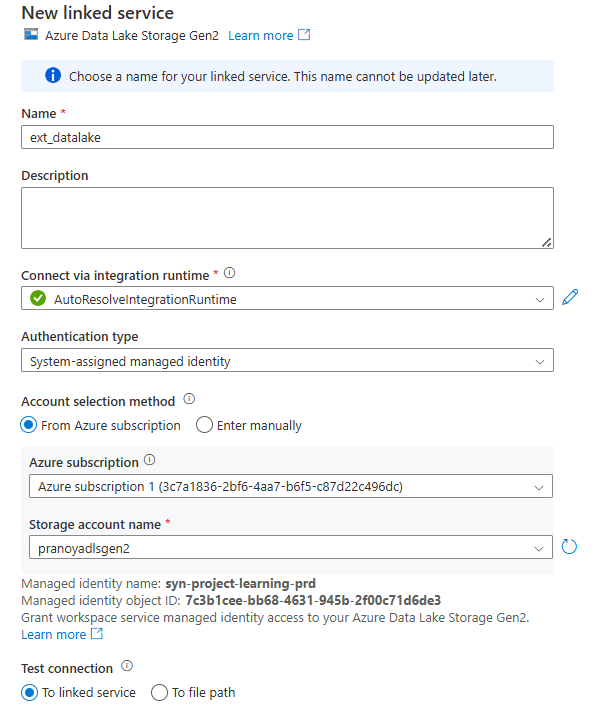 New linked service
Azure Data Lake Storage Gen2 Learn more
Choose a name for your linked service. This name cannot be updated later.
Name *
ext_datalake
Description
Connect via integration runtime *
AutoResolveIntegrationRuntime
Authentication type
System-assigned managed identity
Account selection method
From Azure subscription Enter manually
Azure subscription
Azure subscription 1 (3c7a1836-2bf6-4aa7-b6f5-c87d22c496dc)
Storage account name *
pranoyadlsgen2
Managed identity name: syn-project-learning-prd
Managed identity object ID: 7c3b1cee-bb68-4631-945b-2f00c71d6de3
Grant workspace service managed identity access to your Azure Data Lake Storage Gen2.
Learn more
Test connection
To linked service To file path